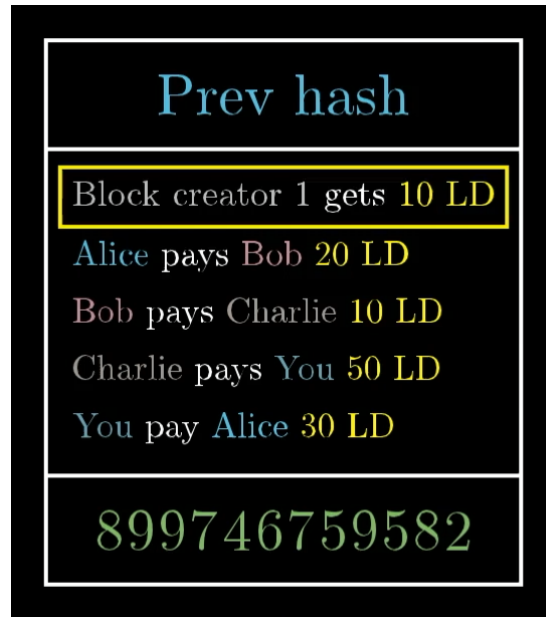 Prev hash
Block creator 1 gets 10 LD
Alice pays Bob 20 LD
Bob pays Charlie 10 LD
Charlie pays You 50 LD
You pay Alice 30 LD
899746759582